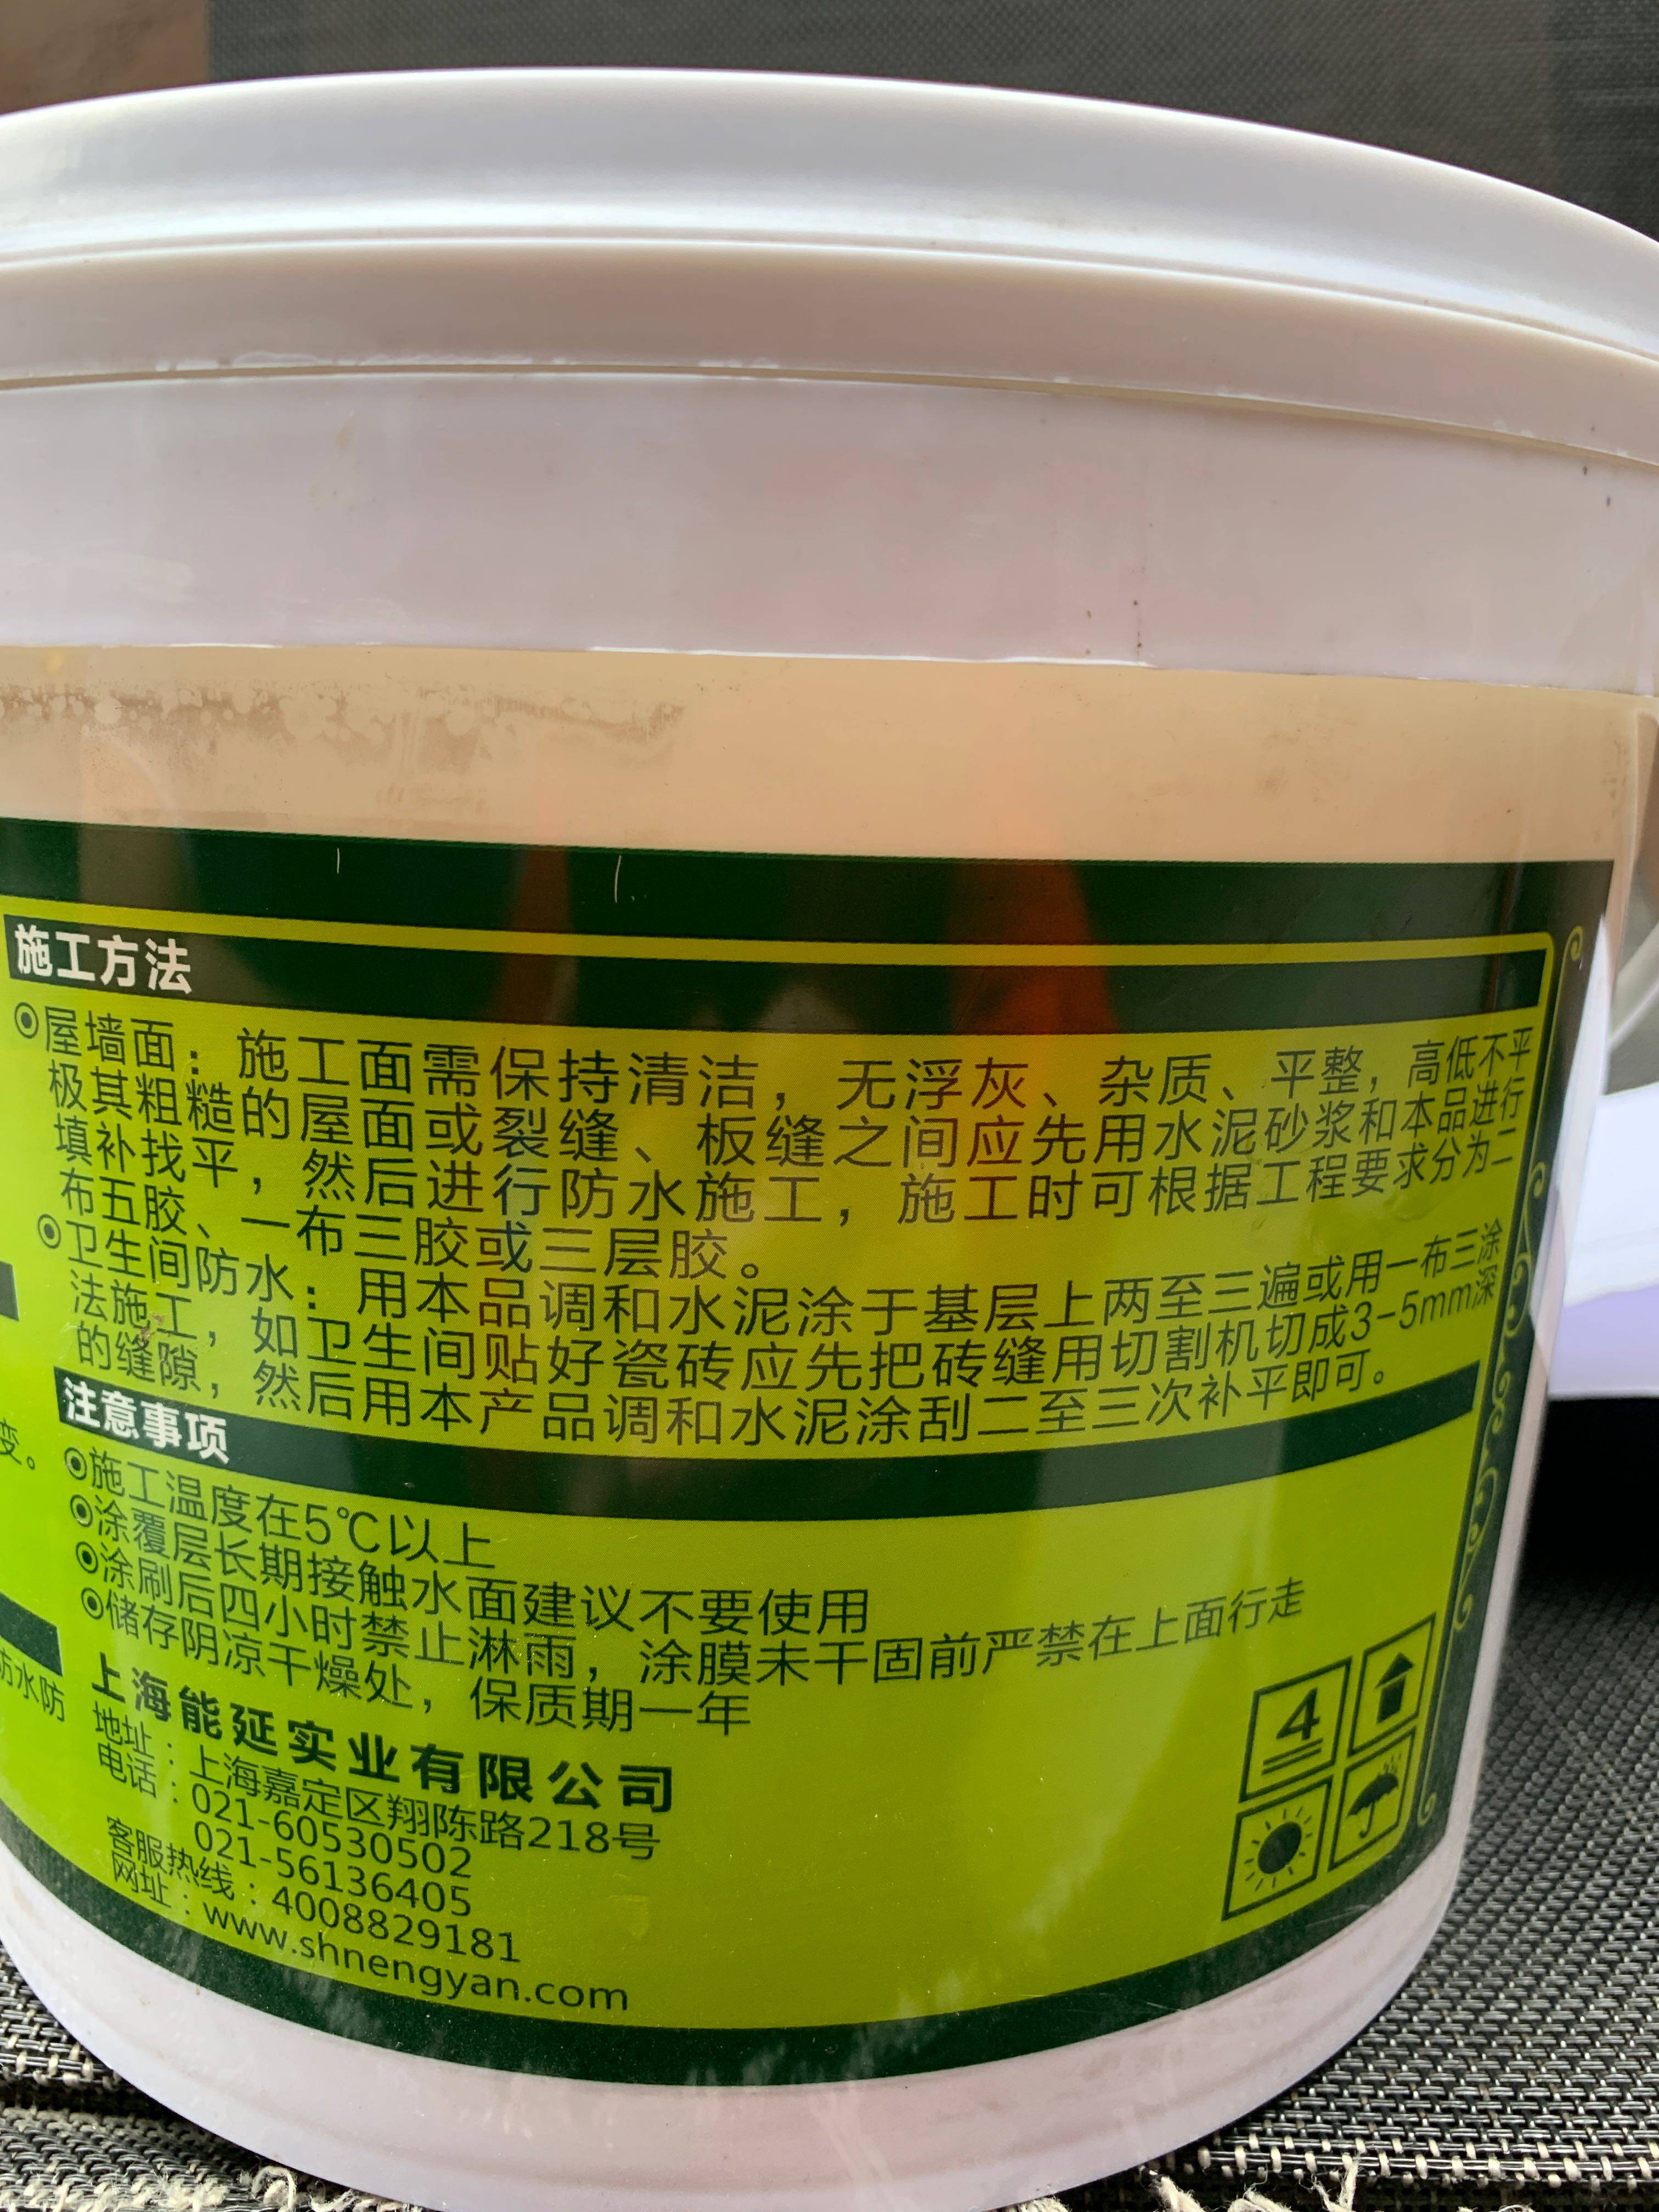 施工方法
⊙屋墙面：施工面需保持清洁，无浮灰、杂质、平整，高低不平
极其粗糙的屋面或裂缝、板缝之间应先用水泥砂浆和本品进行
填补找平，然后进行防水施工，施工时可根据工程要求分为二
布五胶、一布三胶或三层胶。
⊙卫生间防水：用本品调和水泥涂于基层上两至三遍或用一布三涂
法施工，如卫生间贴好瓷砖应先把砖缝用切割机切成3-5mm深
的缝隙，然后用本产品调和水泥涂刮二至三次补平即可。
变。
注意事项
⊙施工温度在5℃以上
⊙涂覆层长期接触水面建议不要使用
⊙涂刷后四小时禁止淋雨，涂膜未干固前严禁在上面行走
⊙储存阴凉干燥处，保质期一年
防水防
上海能延实业有限公司
地址：上海嘉定区翔陈路218号
电话：021-60530502
021-56136405
客服热线：4008829181
网址：www.shnengyan.com
4